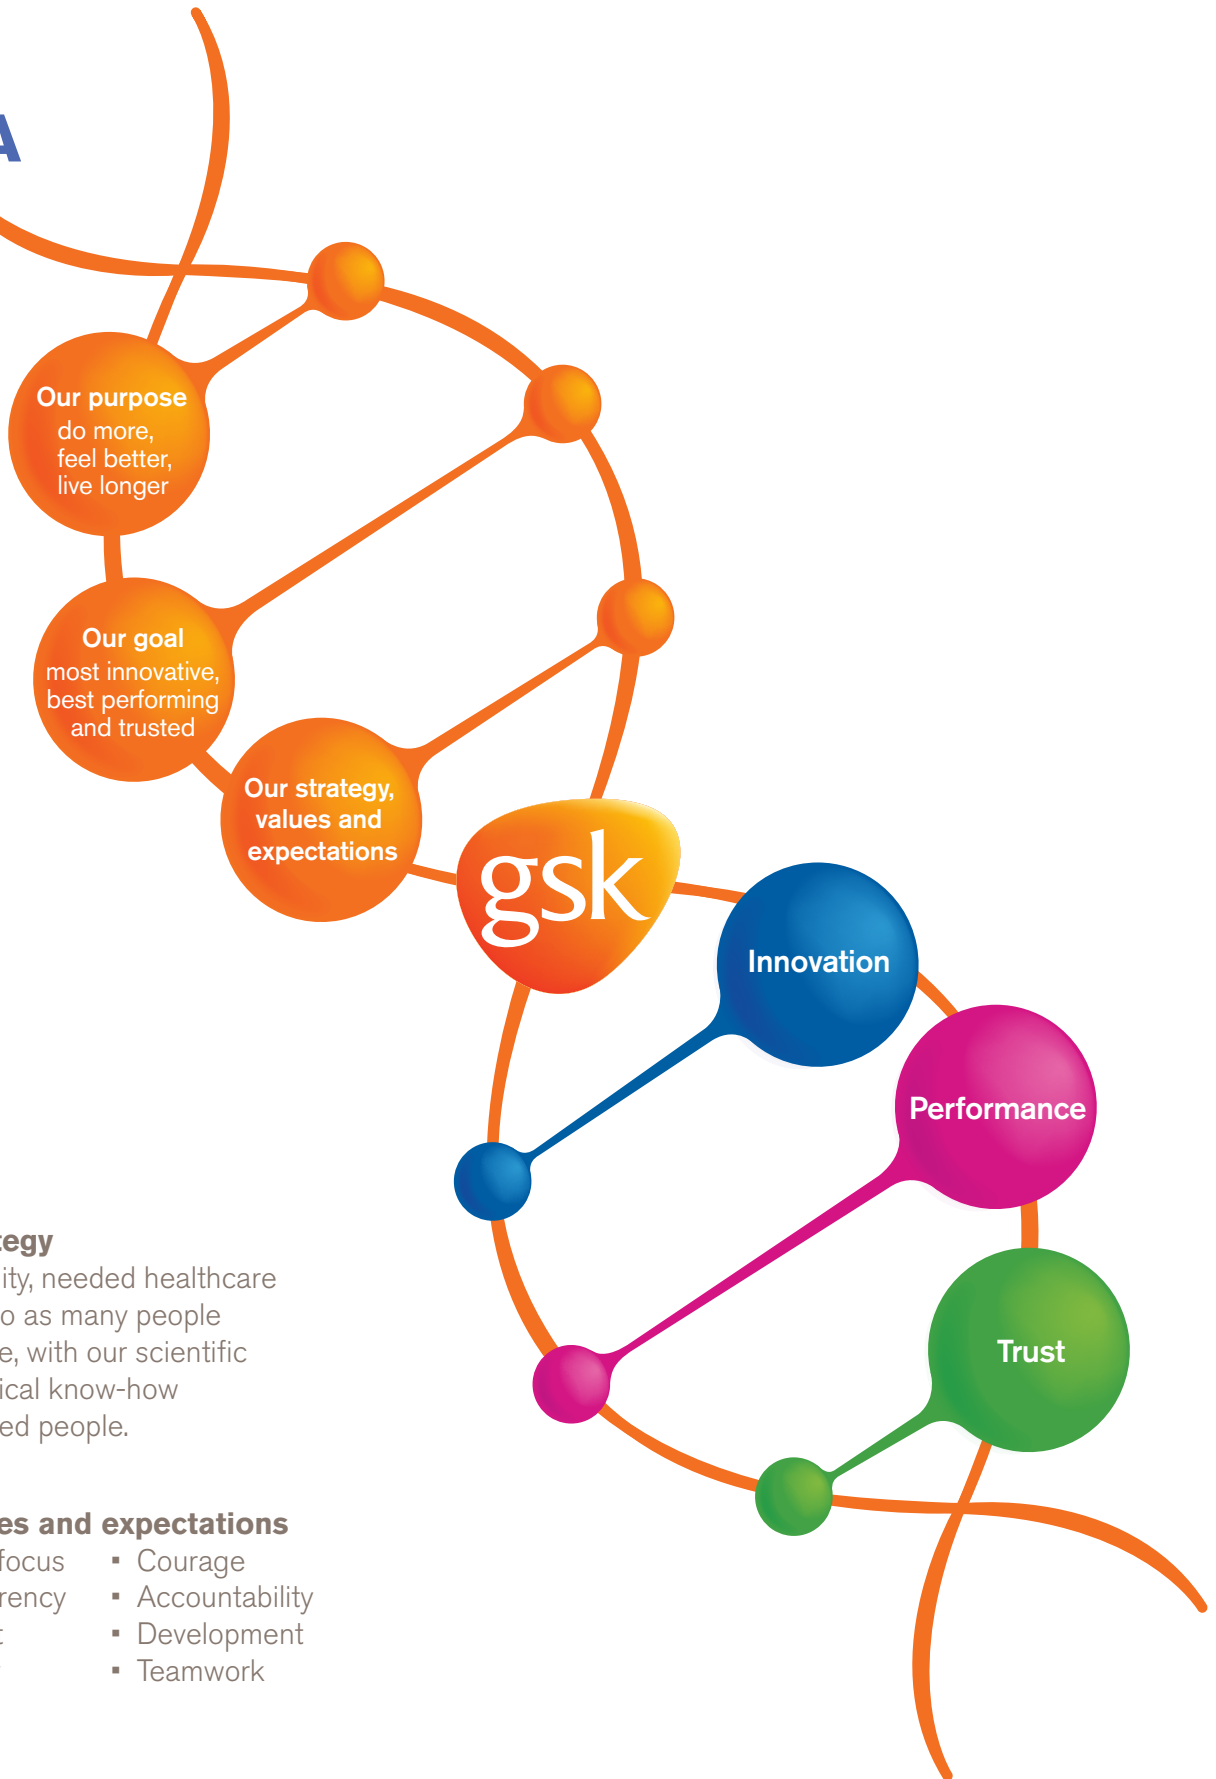 A
Our purpose
do more,
feel better,
live longer
Our goal
most innovative,
best performing
and trusted
Our strategy,
values and
expectations
gsk
Innovation
Performance
Trust
tegy
ity, needed healthcare
o as many people
e, with our scientific
ical know-how
ed people.
es and expectations
focus ▪ Courage
rency ▪ Accountability
t ▪ Development
▪ Teamwork